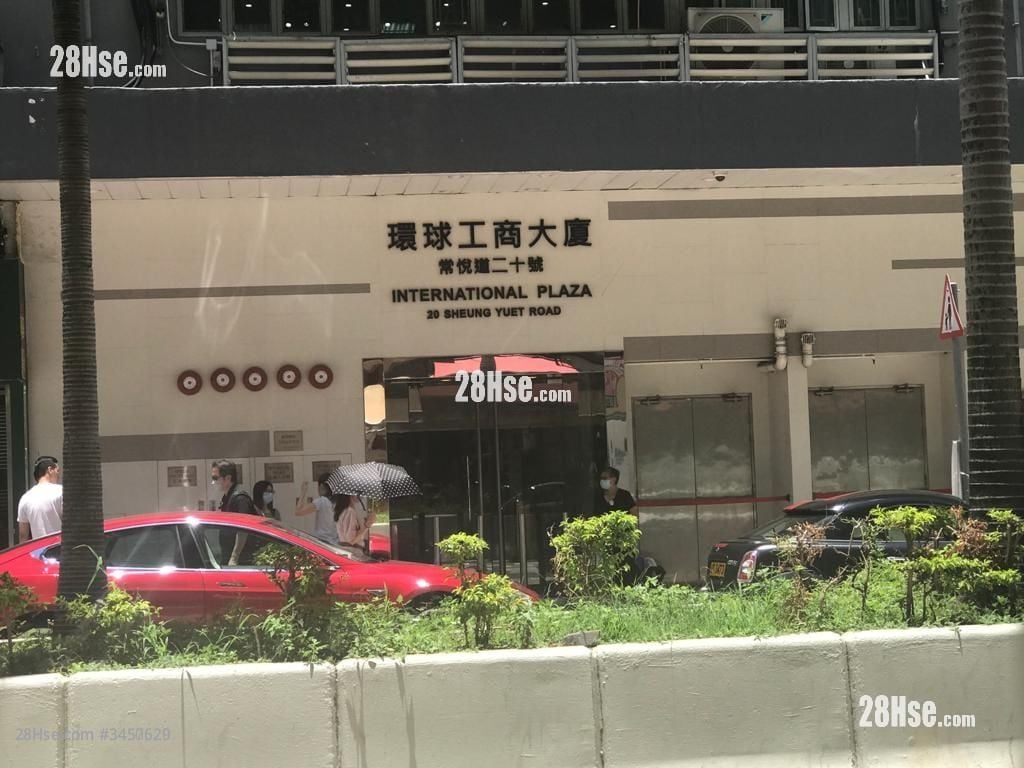 28Hse.com
環球工商大廈
常悅道二十號
INTERNATIONAL PLAZA
20 SHEUNG YUET ROAD
28Hse.com
28Hse.com
28Hse.com #3450629